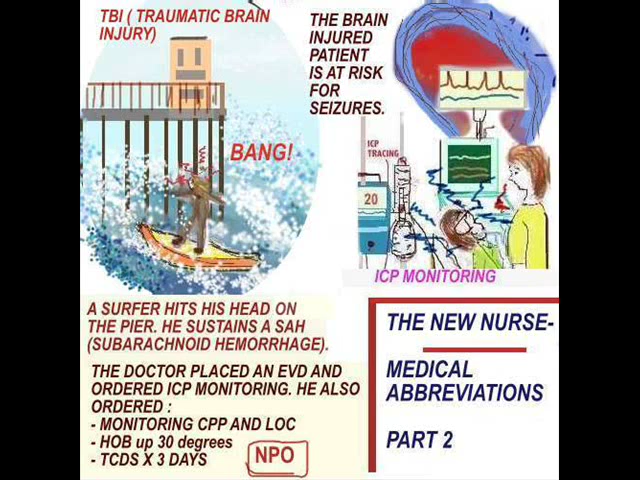 TBI ( TRAUMATIC BRAIN
INJURY)
BANG!
THE BRAIN
INJURED
PATIENT
IS AT RISK
FOR
SEIZURES.
ICP
TRACING
20
ICP MONITORING
A SURFER HITS HIS HEAD ON
THE PIER. HE SUSTAINS A SAH
(SUBARACHNOID HEMORRHAGE).
THE DOCTOR PLACED AN EVD AND
ORDERED ICP MONITORING. HE ALSO
ORDERED :
- MONITORING CPP AND LOC
- HOB up 30 degrees
- TCDS X 3 DAYS
NPO
THE NEW NURSE-
MEDICAL
ABBREVIATIONS
PART 2